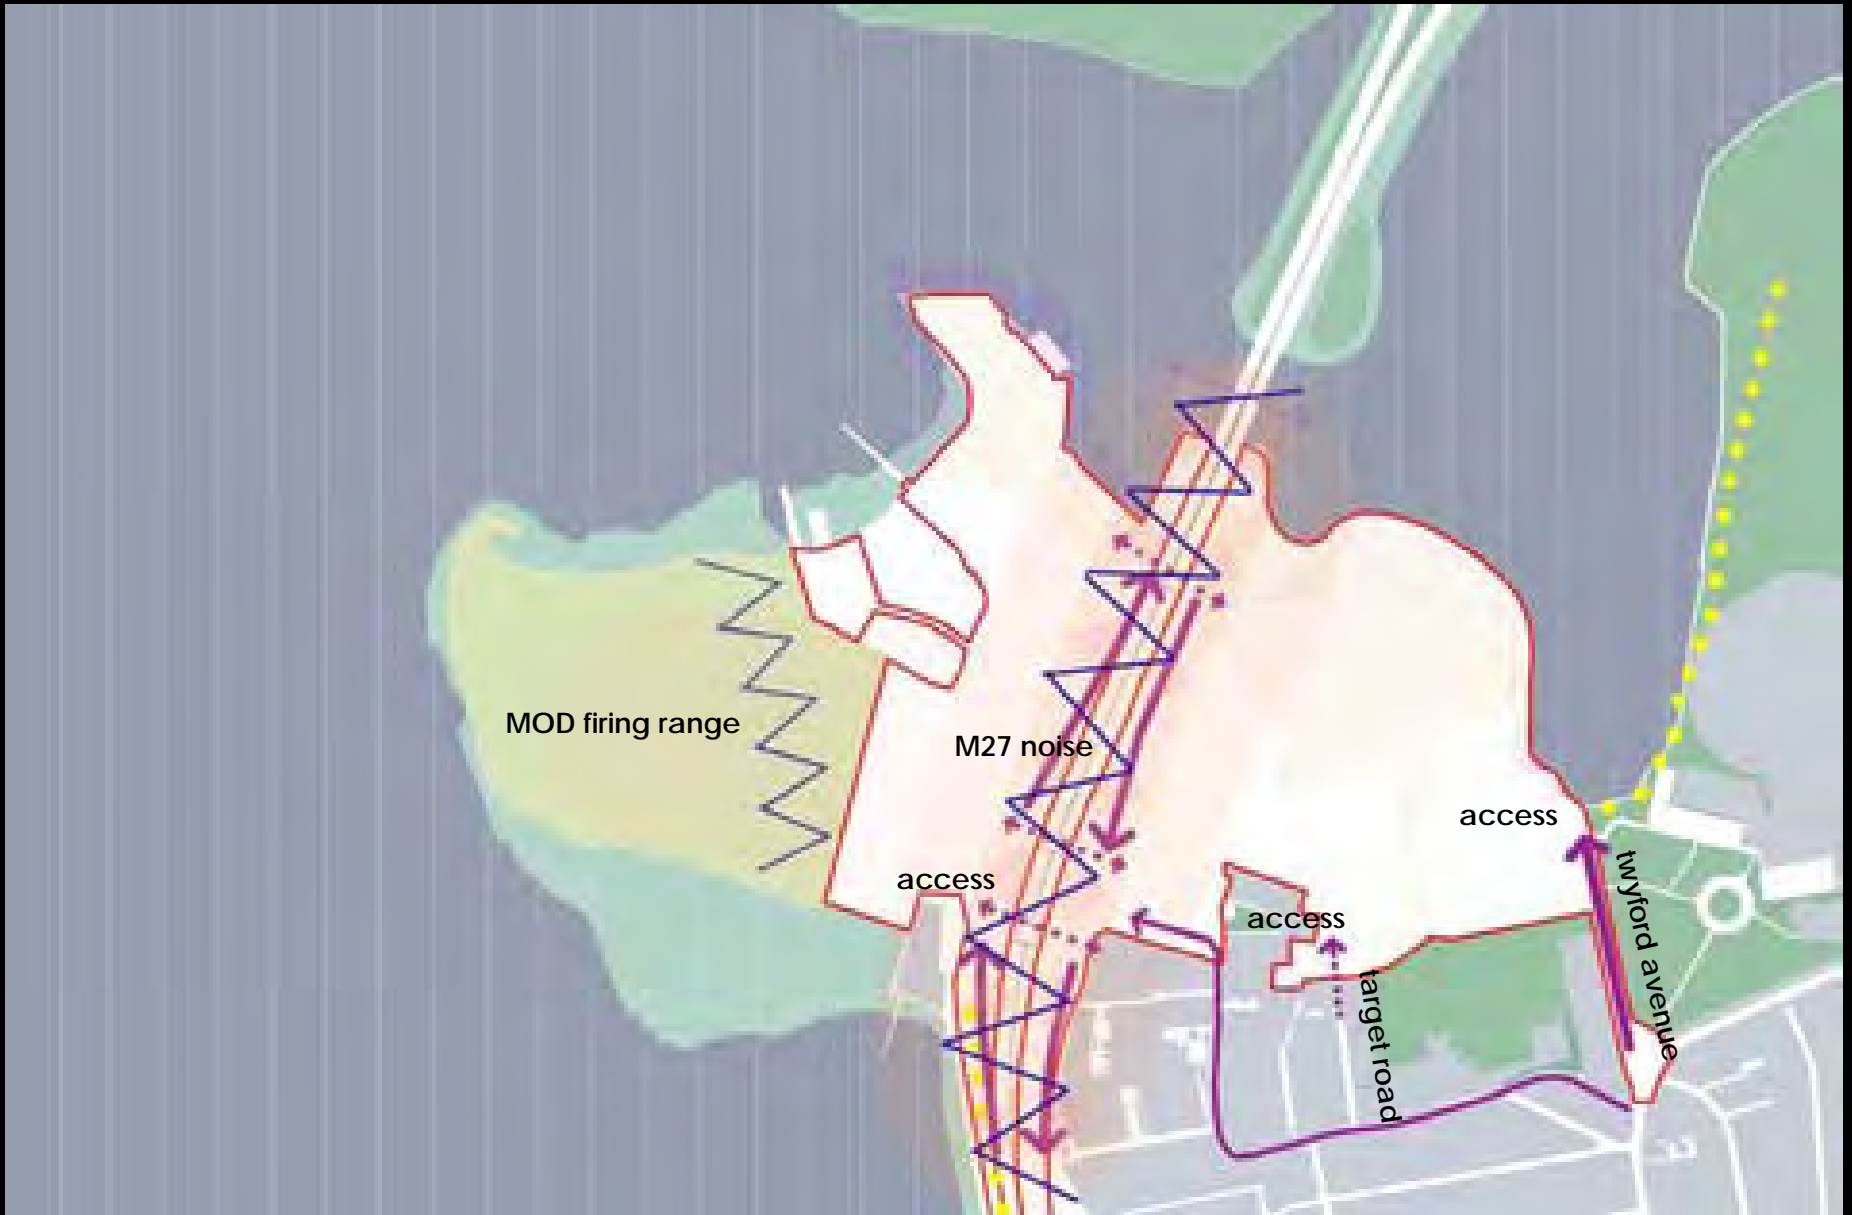 MOD firing range
M27 noise
access
access
access
twyford avenue
target road